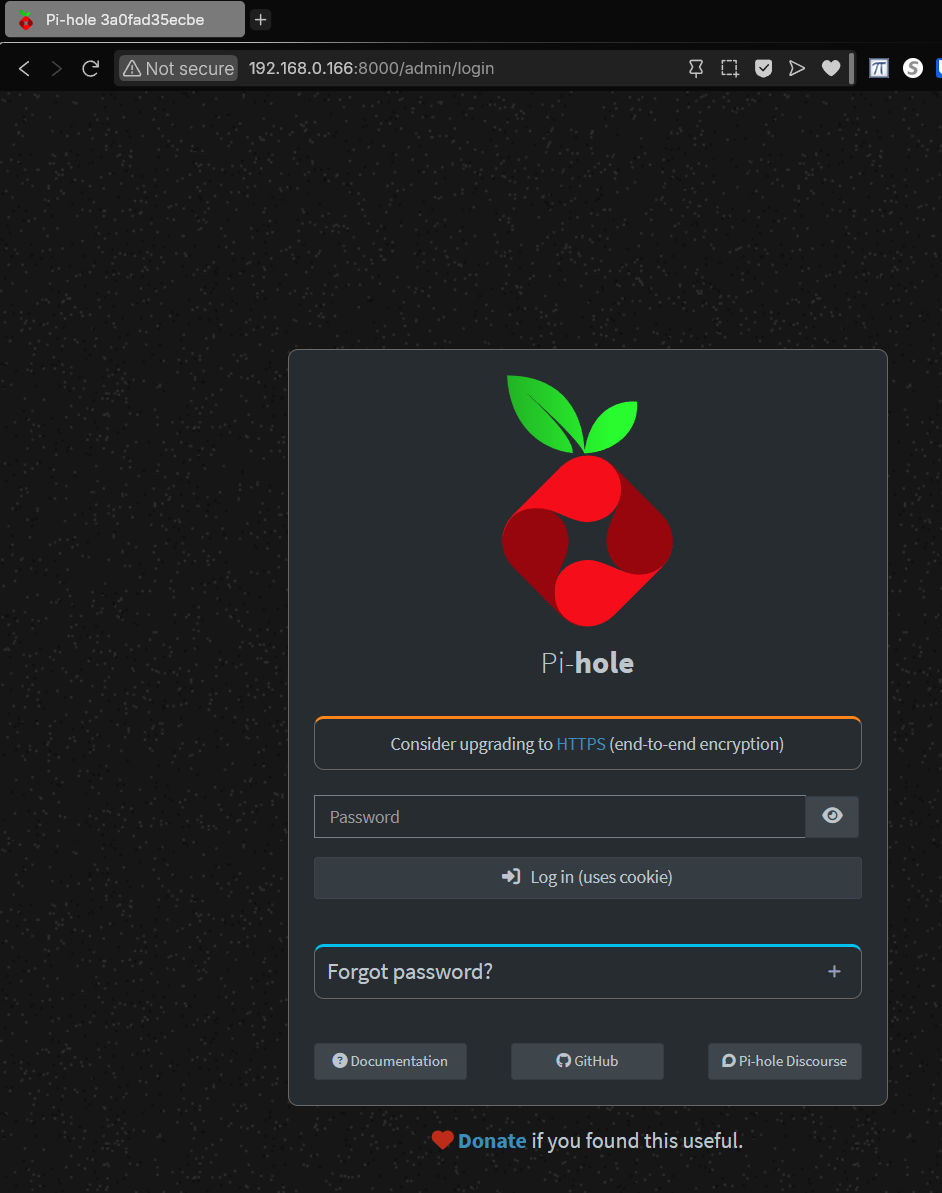 Pi-hole 3a0fad35ecbe
Not secure 192.168.0.166:8000/admin/login
Pi-hole
Consider upgrading to HTTPS (end-to-end encryption)
Password
Log in (uses cookie)
Forgot password?
Documentation GitHub Pi-hole Discourse
Donate if you found this useful.